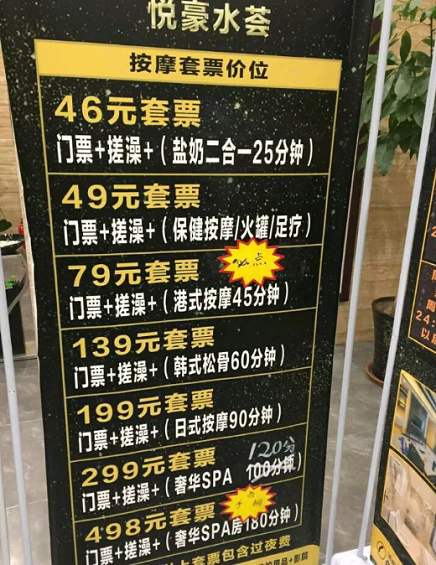 悦豪水荟
按摩套票价位
46元套票
门票+搓澡+(盐奶二合一25分钟)
49元套票
门票+搓澡+(保健按摩/火罐/足疗)
79元套票
必点
门票+搓澡+(港式按摩45分钟)
139元套票
门票+搓澡+(韩式松骨60分钟)
199元套票
门票+搓澡+(日式按摩90分钟)
299元套票
120分
门票+搓澡+(奢华SPA 100分钟)
498元套票
门票+搓澡+(奢华SPA房180分钟)
以上套票包含过夜费